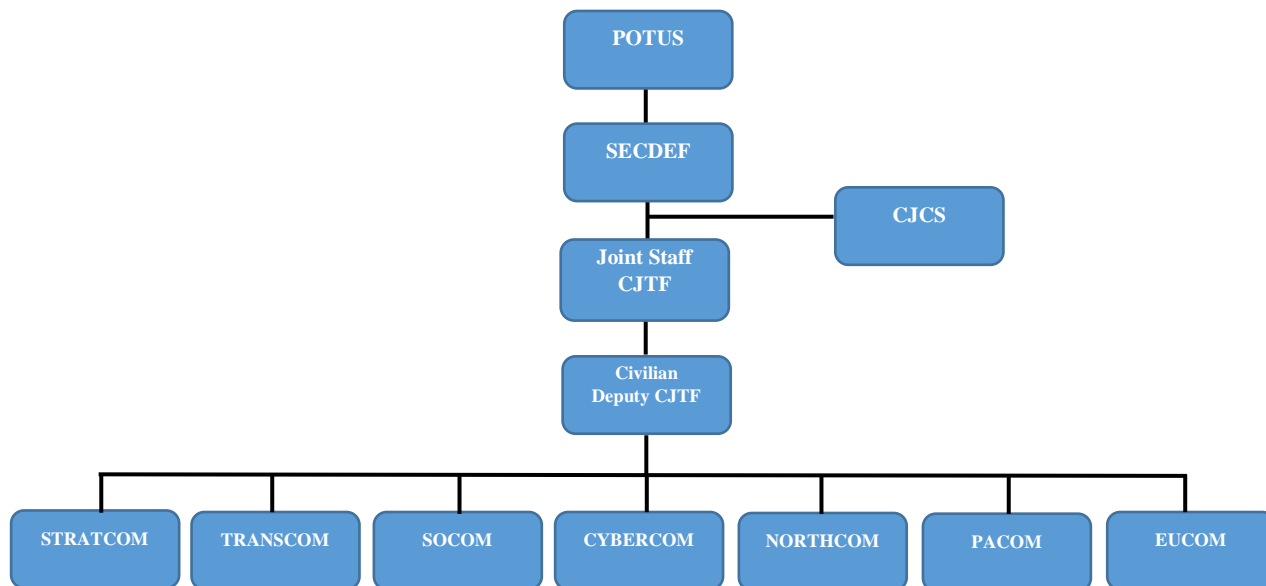 POTUS
SECDEF
CJCS
Joint Staff
CJTF
Civilian
Deputy CJTF
STRATCOM
TRANSCOM
SOCOM
CYBERCOM
NORTHCOM
PACOM
EUCOM